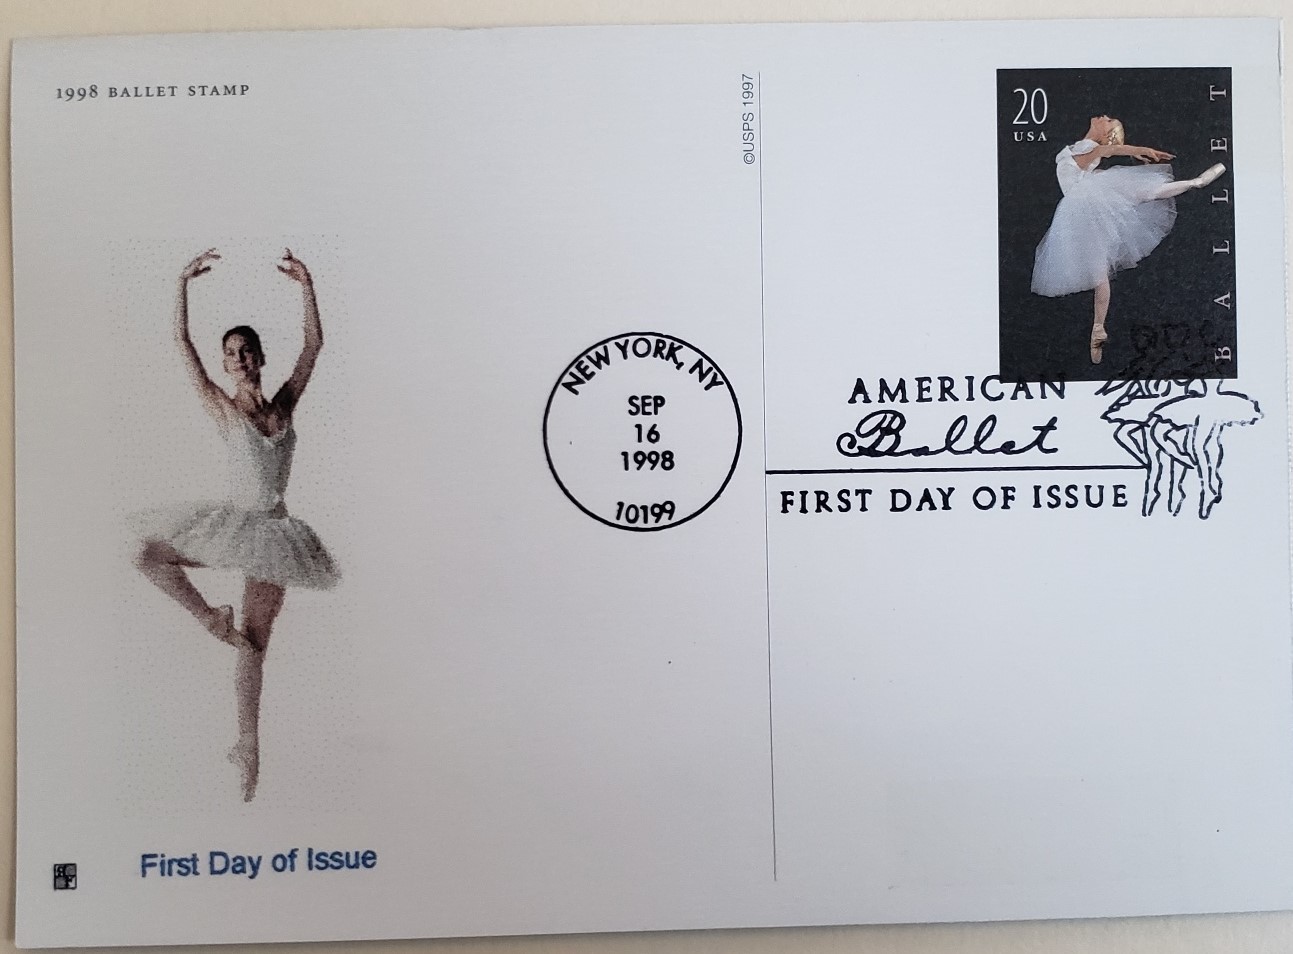 1998 BALLET STAMP
©USPS 1997
20
USA
BALLET
NEW YORK, NY
SEP
16
1998
10199
AMERICAN
Ballet
FIRST DAY OF ISSUE
First Day of Issue